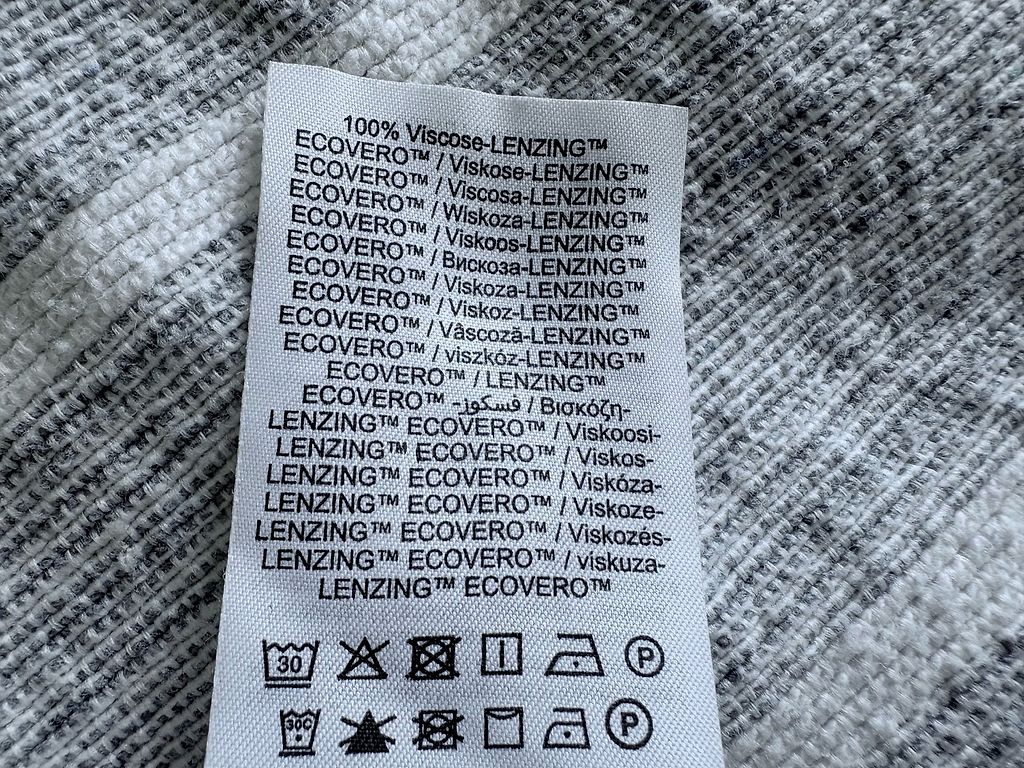 100% Viscose-LENZING™
ECOVERO™ / Viskose-LENZING™
ECOVERO™ / Viscosa-LENZING™
ECOVERO™ / Wiskoza-LENZING™
ECOVERO™ / Viskoos-LENZING™
ECOVERO™ / Вискоза-LENZING™
ECOVERO™ / Viskoza-LENZING™
ECOVERO™ / Viskoz-LENZING™
ECOVERO™ / Vâscoză-LENZING™
ECOVERO™ / viszkóz-LENZING™
ECOVERO™ / LENZING™
ECOVERO™ -فسكوز / Βισκόζη-
LENZING™ ECOVERO™ / Viskoosi-
LENZING™ ECOVERO™ / Viskos-
LENZING™ ECOVERO™ / Viskóza-
LENZING™ ECOVERO™ / Viskoze-
LENZING™ ECOVERO™ / Viskozės-
LENZING™ ECOVERO™ / viskuza-
LENZING™ ECOVERO™
30 P
30C P